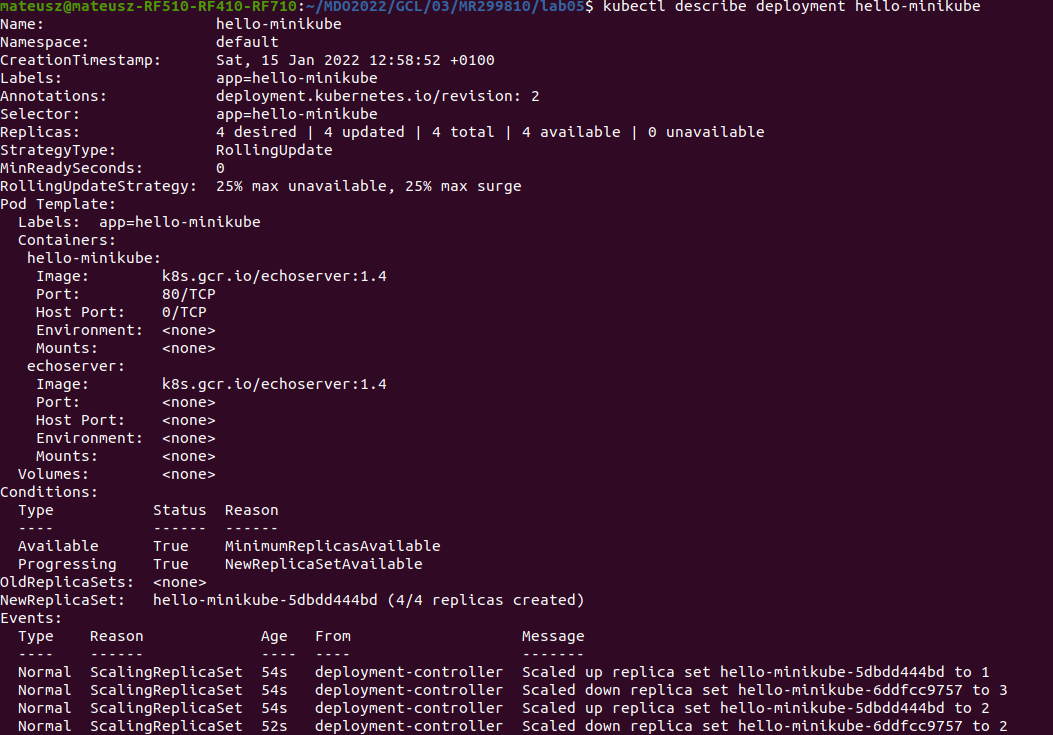 mateusz@mateusz-RF510-RF410-RF710:~/MDO2022/GCL/03/MR299810/lab05$ kubectl describe deployment hello-minikube
Name:                   hello-minikube
Namespace:              default
CreationTimestamp:      Sat, 15 Jan 2022 12:58:52 +0100
Labels:                 app=hello-minikube
Annotations:            deployment.kubernetes.io/revision: 2
Selector:               app=hello-minikube
Replicas:               4 desired | 4 updated | 4 total | 4 available | 0 unavailable
StrategyType:           RollingUpdate
MinReadySeconds:        0
RollingUpdateStrategy:  25% max unavailable, 25% max surge
Pod Template:
  Labels:  app=hello-minikube
  Containers:
   hello-minikube:
    Image:        k8s.gcr.io/echoserver:1.4
    Port:         80/TCP
    Host Port:    0/TCP
    Environment:  <none>
    Mounts:       <none>
   echoserver:
    Image:        k8s.gcr.io/echoserver:1.4
    Port:         <none>
    Host Port:    <none>
    Environment:  <none>
    Mounts:       <none>
  Volumes:        <none>
Conditions:
  Type           Status  Reason
  ----           ------  ------
  Available      True    MinimumReplicasAvailable
  Progressing    True    NewReplicaSetAvailable
OldReplicaSets:  <none>
NewReplicaSet:   hello-minikube-5dbdd444bd (4/4 replicas created)
Events:
  Type    Reason             Age   From                   Message
  ----    ------             ----  ----                   -------
  Normal  ScalingReplicaSet  54s   deployment-controller  Scaled up replica set hello-minikube-5dbdd444bd to 1
  Normal  ScalingReplicaSet  54s   deployment-controller  Scaled down replica set hello-minikube-6ddfcc9757 to 3
  Normal  ScalingReplicaSet  54s   deployment-controller  Scaled up replica set hello-minikube-5dbdd444bd to 2
  Normal  ScalingReplicaSet  52s   deployment-controller  Scaled down replica set hello-minikube-6ddfcc9757 to 2